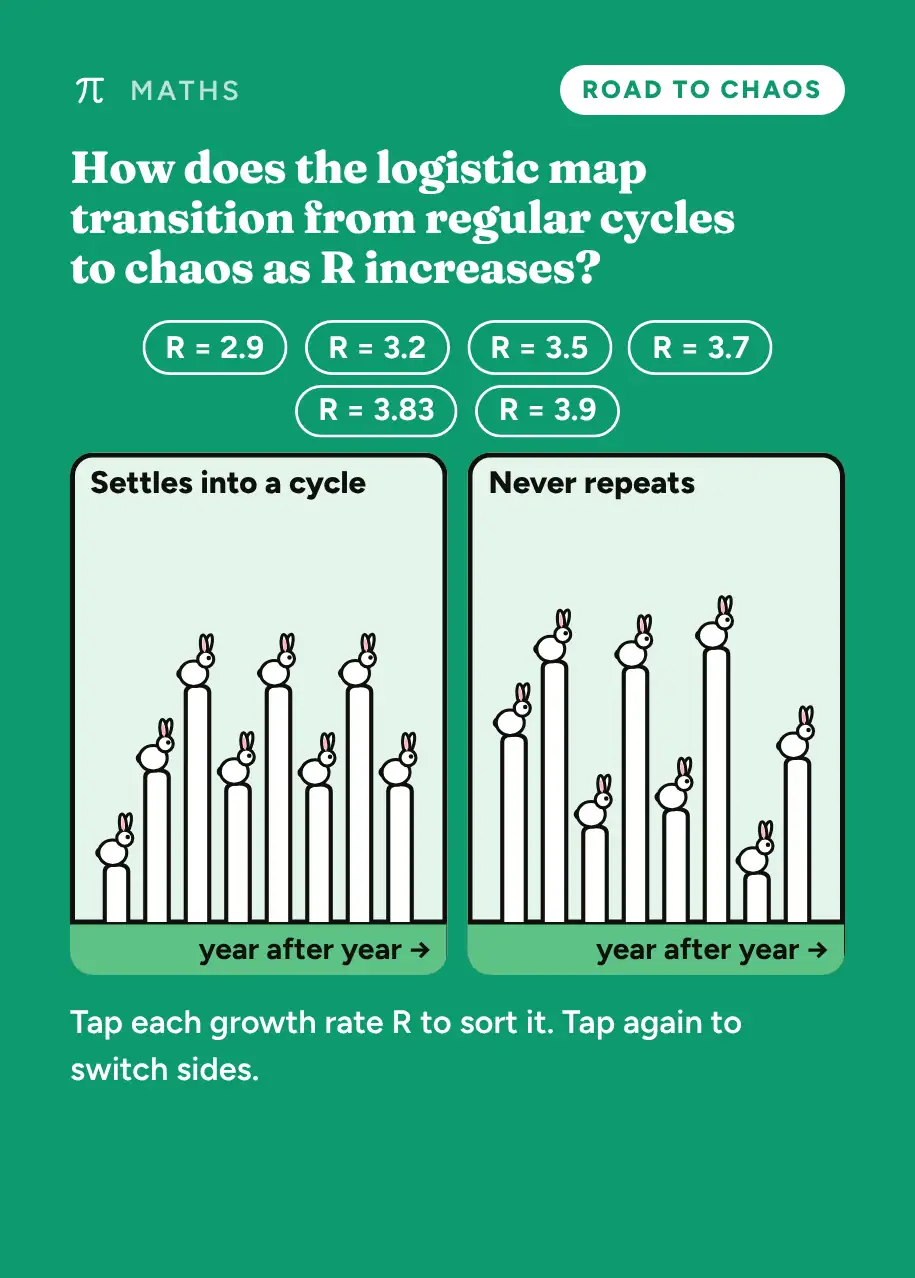 π MATHS
ROAD TO CHAOS
How does the logistic map
transition from regular cycles
to chaos as R increases?
R = 2.9
R = 3.2
R = 3.5
R = 3.7
R = 3.83
R = 3.9
Settles into a cycle
year after year →
Never repeats
year after year →
Tap each growth rate R to sort it. Tap again to
switch sides.